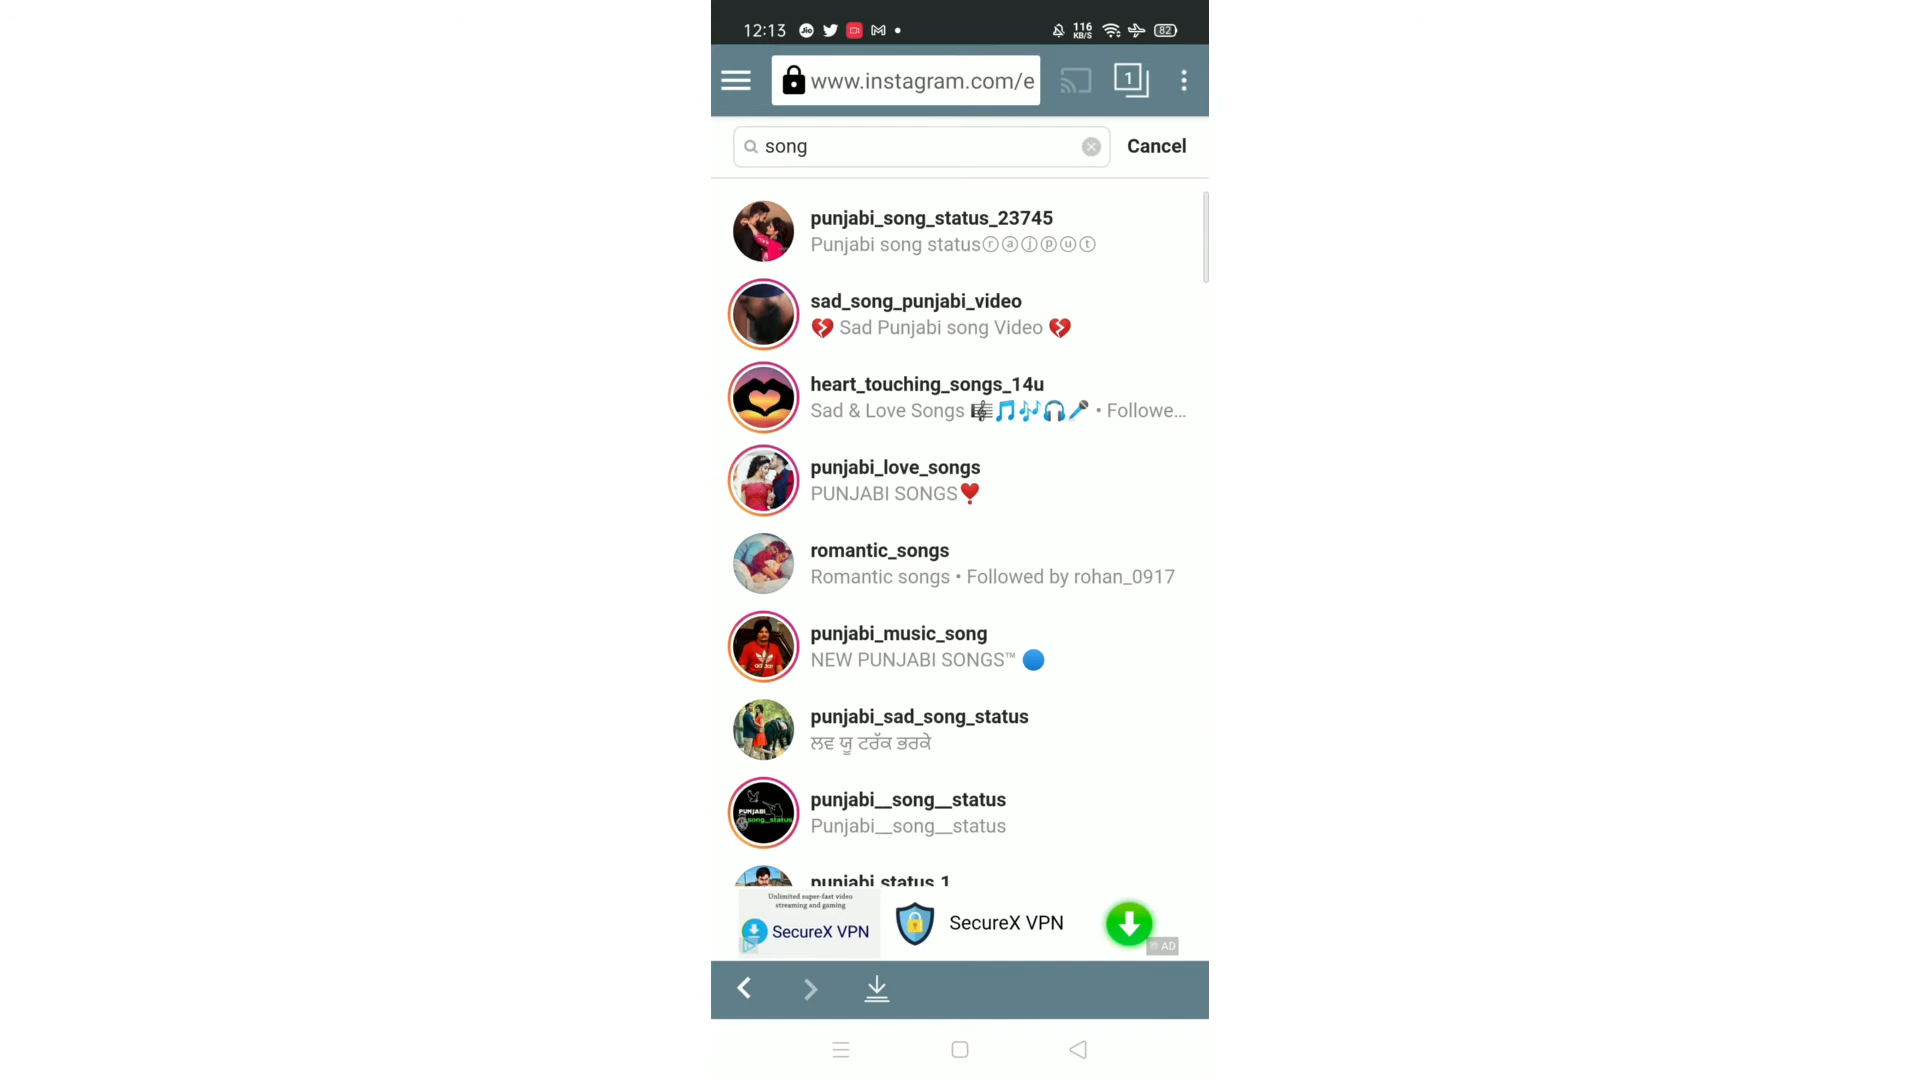 12:13
Jio
116
KB/S
82
www.instagram.com/e
1
song
Cancel
punjabi_song_status_23745
Punjabi song statusⓡⓐⓙⓟⓤⓣ
sad_song_punjabi_video
💔 Sad Punjabi song Video 💔
heart_touching_songs_14u
Sad & Love Songs 🎼🎵🎶🎧🎤 • Followe...
punjabi_love_songs
PUNJABI SONGS❣️
romantic_songs
Romantic songs • Followed by rohan_0917
punjabi_music_song
NEW PUNJABI SONGS™ 🔵
punjabi_sad_song_status
ਲਵ ਯੂ ਟਰੱਕ ਭਰਕੇ
PUNJABI
song_status
punjabi__song__status
Punjabi__song__status
punjabi status 1
Unlimited super-fast video
streaming and gaming
SecureX VPN
SecureX VPN
AD